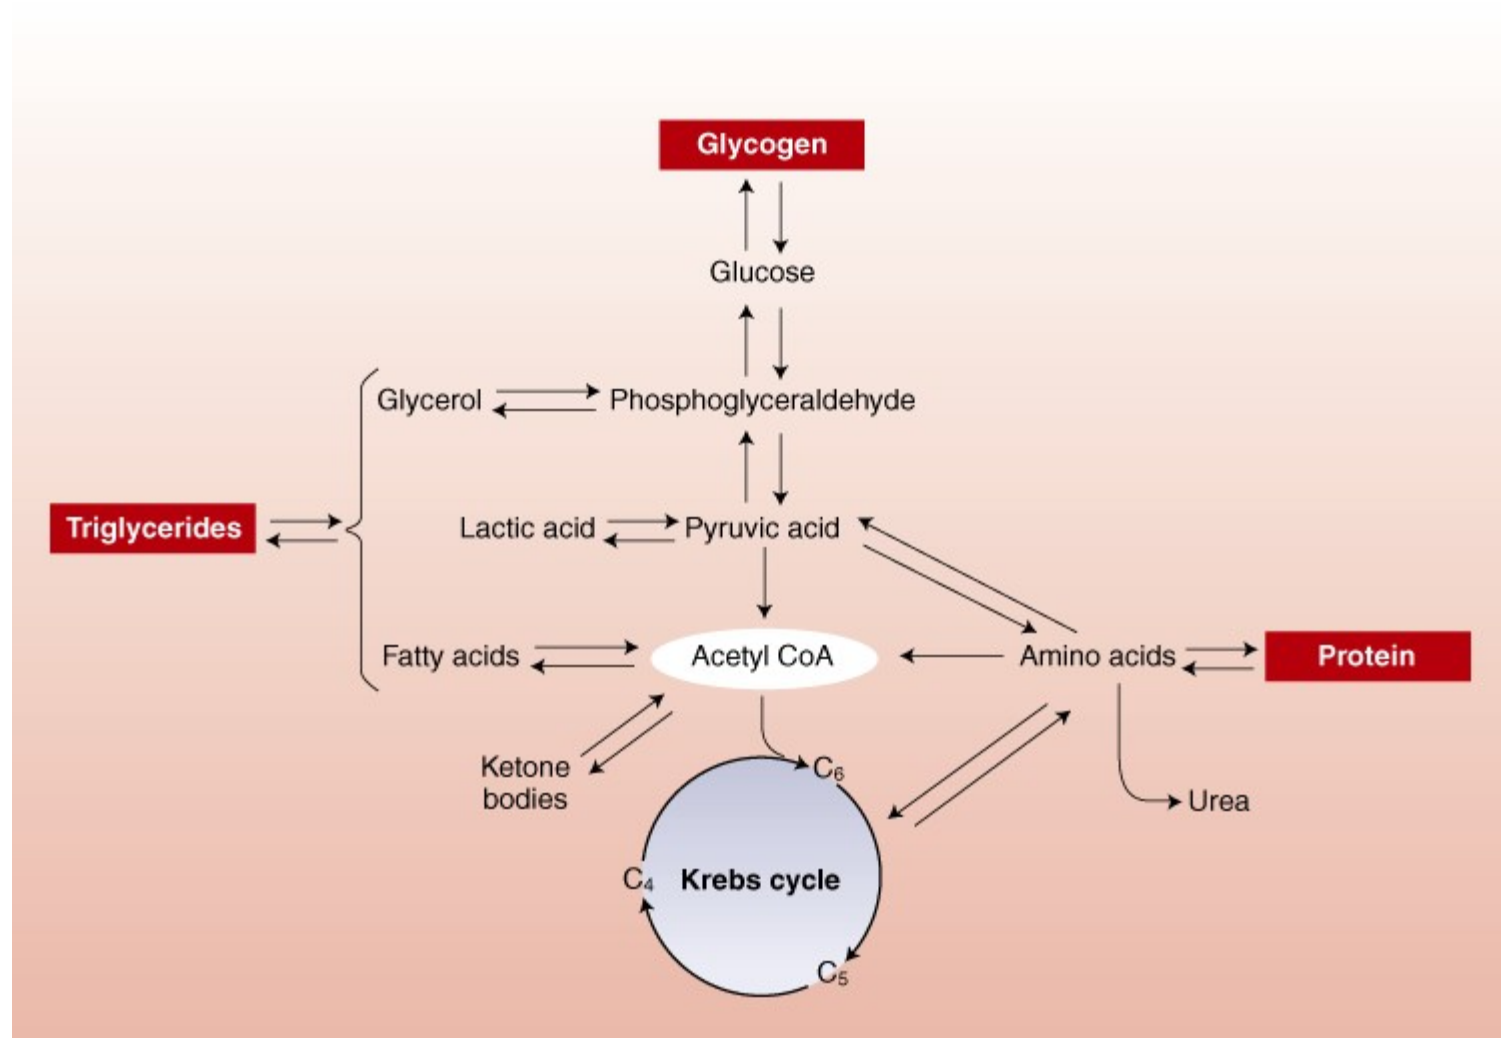 Glycogen
Glucose
Glycerol
Phosphoglyceraldehyde
Triglycerides
Lactic acid
Pyruvic acid
Fatty acids
Acetyl CoA
Amino acids
Protein
Ketone
bodies
C₆
Urea
C₄
Krebs cycle
C₅